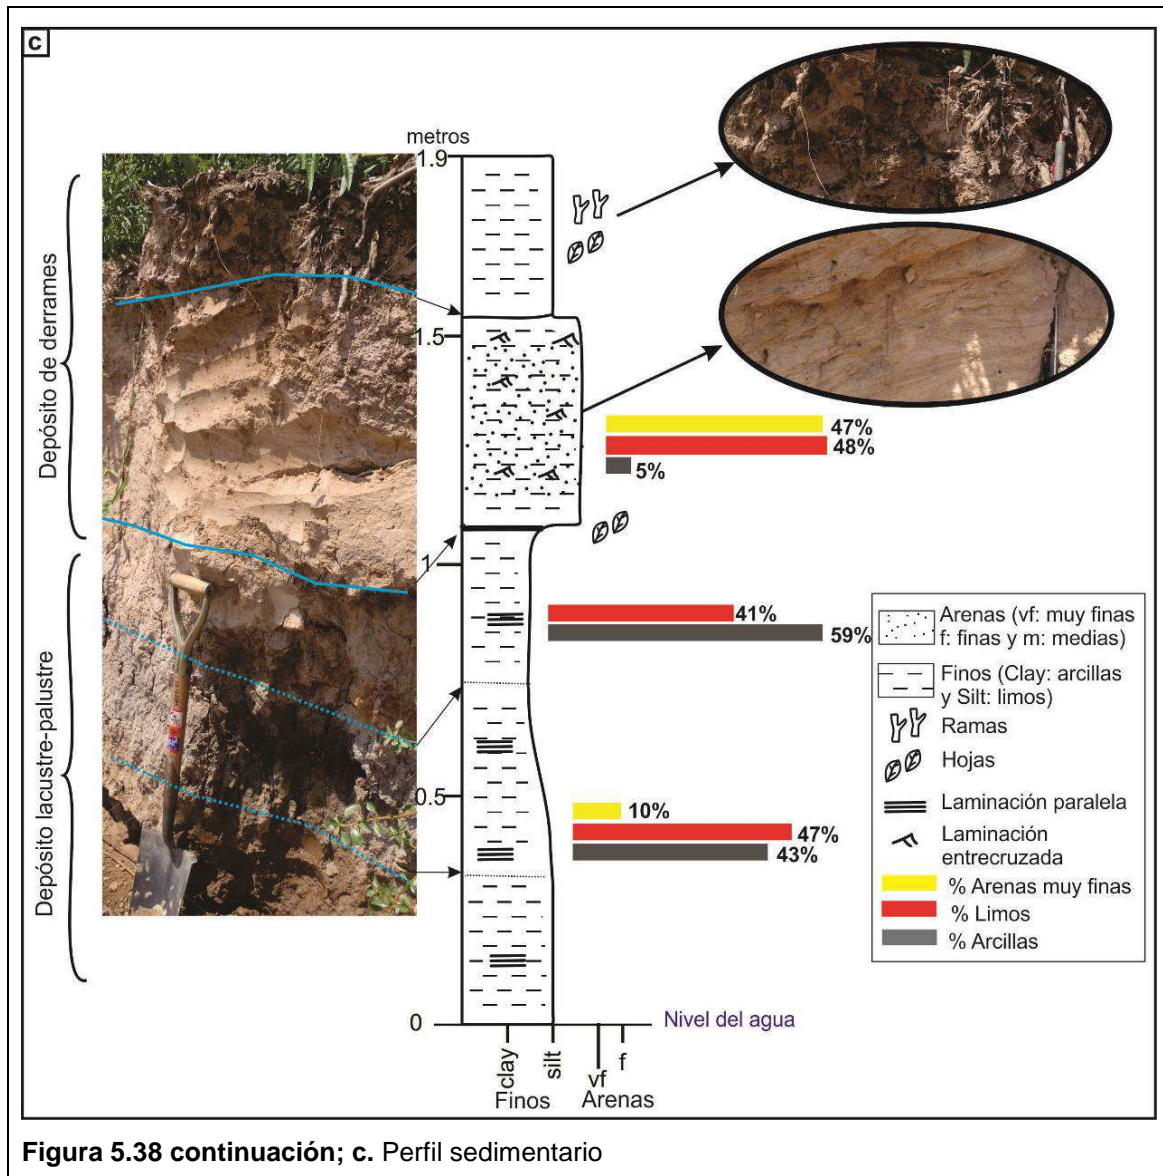 c
metros
1.9
1.5
1
0.5
0
Depósito de derrames
Depósito lacustre-palustre
47%
48%
5%
41%
59%
10%
47%
43%
Arenas (vf: muy finas
f: finas y m: medias)
Finos (Clay: arcillas
y Silt: limos)
Ramas
Hojas
Laminación paralela
Laminación
entrecruzada
% Arenas muy finas
% Limos
% Arcillas
Nivel del agua
clay
silt
vf
f
Finos
Arenas
Figura 5.38 continuación; c. Perfil sedimentario